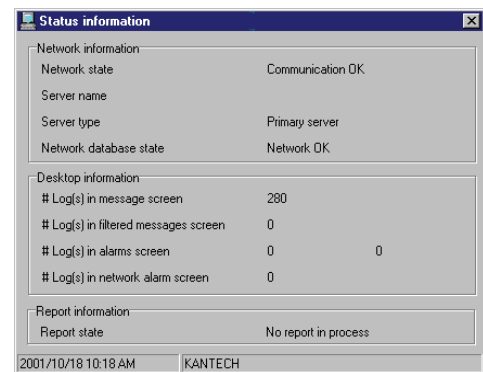 Status information
Network information
Network state Communication OK
Server name
Server type Primary server
Network database state Network OK
Desktop information
# Log(s) in message screen 280
# Log(s) in filtered messages screen 0
# Log(s) in alarms screen 0 0
# Log(s) in network alarm screen 0
Report information
Report state No report in process
2001/10/18 10:18 AM KANTECH